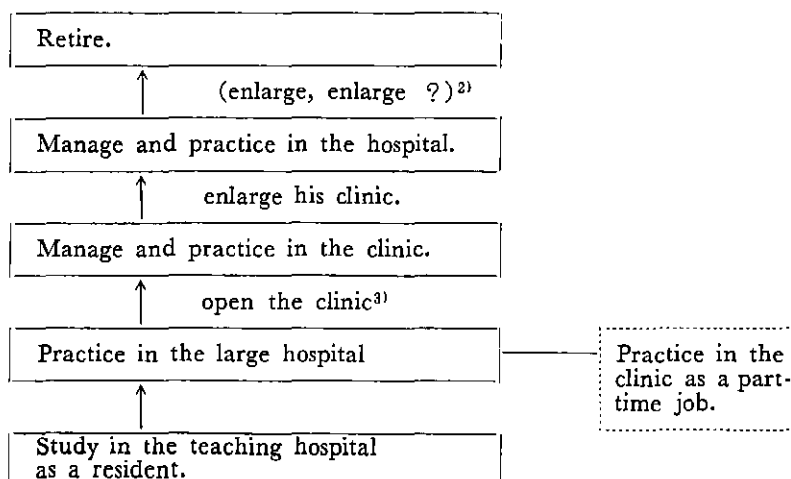 Retire.
(enlarge, enlarge ?)²⁾
Manage and practice in the hospital.
enlarge his clinic.
Manage and practice in the clinic.
open the clinic³⁾
Practice in the large hospital
Practice in the
clinic as a part-
time job.
Study in the teaching hospital
as a resident.